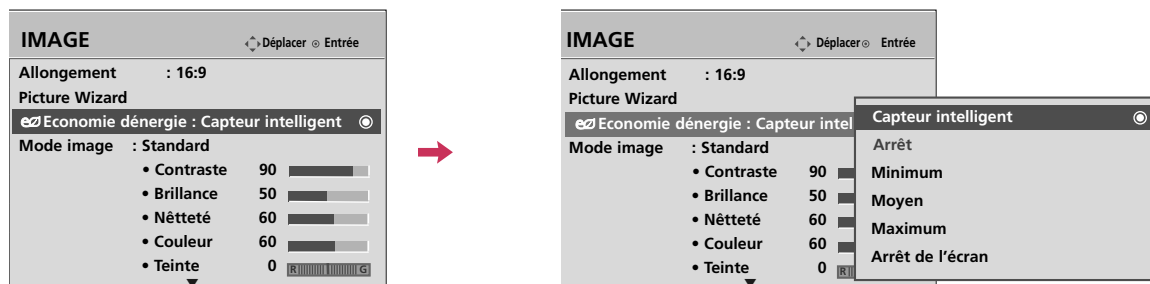 IMAGE
Déplacer Entrée
Allongement : 16:9
Picture Wizard
Economie dénergie : Capteur intelligent
Mode image : Standard
• Contraste 90
• Brillance 50
• Nêtteté 60
• Couleur 60
• Teinte 0 R G
IMAGE
Déplacer Entrée
Allongement : 16:9
Picture Wizard
Economie dénergie : Capteur intel
Mode image : Standard
• Contraste 90
• Brillance 50
• Nêtteté 60
• Couleur 60
• Teinte 0 R
Capteur intelligent
Arrêt
Minimum
Moyen
Maximum
Arrêt de l'écran